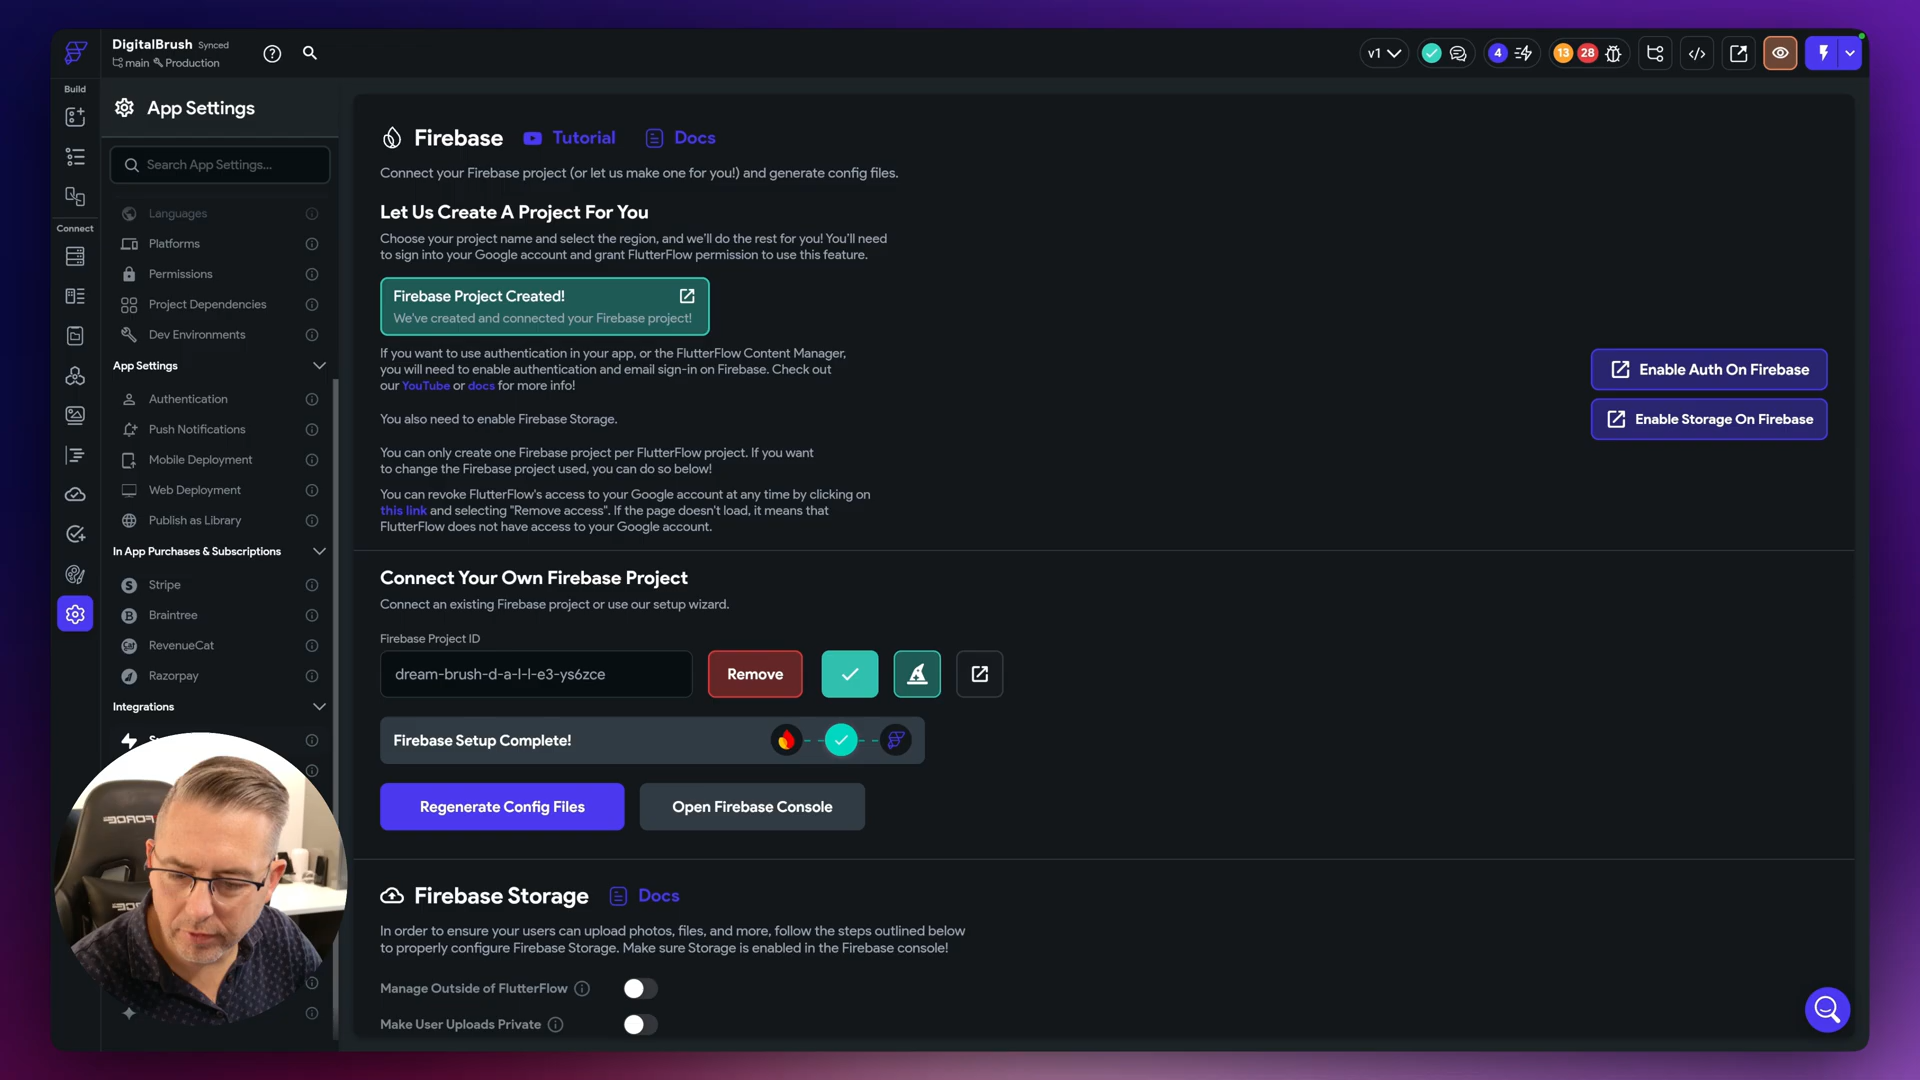 DigitalBrush Synced
main Production
v1
4
13 28
Build
Connect
App Settings
Search App Settings...
Languages
Platforms
Permissions
Project Dependencies
Dev Environments
App Settings
Authentication
Push Notifications
Mobile Deployment
Web Deployment
Publish as Library
In App Purchases & Subscriptions
Stripe
Braintree
RevenueCat
Razorpay
Integrations
Firebase Tutorial Docs
Connect your Firebase project (or let us make one for you!) and generate config files.
Let Us Create A Project For You
Choose your project name and select the region, and we'll do the rest for you! You'll need
to sign into your Google account and grant FlutterFlow permission to use this feature.
Firebase Project Created!
We've created and connected your Firebase project!
If you want to use authentication in your app, or the FlutterFlow Content Manager,
you will need to enable authentication and email sign-in on Firebase. Check out
our YouTube or docs for more info!
Enable Auth On Firebase
You also need to enable Firebase Storage.
Enable Storage On Firebase
You can only create one Firebase project per FlutterFlow project. If you want
to change the Firebase project used, you can do so below!
You can revoke FlutterFlow's access to your Google account at any time by clicking on
this link and selecting "Remove access". If the page doesn't load, it means that
FlutterFlow does not have access to your Google account.
Connect Your Own Firebase Project
Connect an existing Firebase project or use our setup wizard.
Firebase Project ID
dream-brush-d-a-l-l-e3-ys6zce
Remove
Firebase Setup Complete!
Regenerate Config Files
Open Firebase Console
Firebase Storage Docs
In order to ensure your users can upload photos, files, and more, follow the steps outlined below
to properly configure Firebase Storage. Make sure Storage is enabled in the Firebase console!
Manage Outside of FlutterFlow
Make User Uploads Private